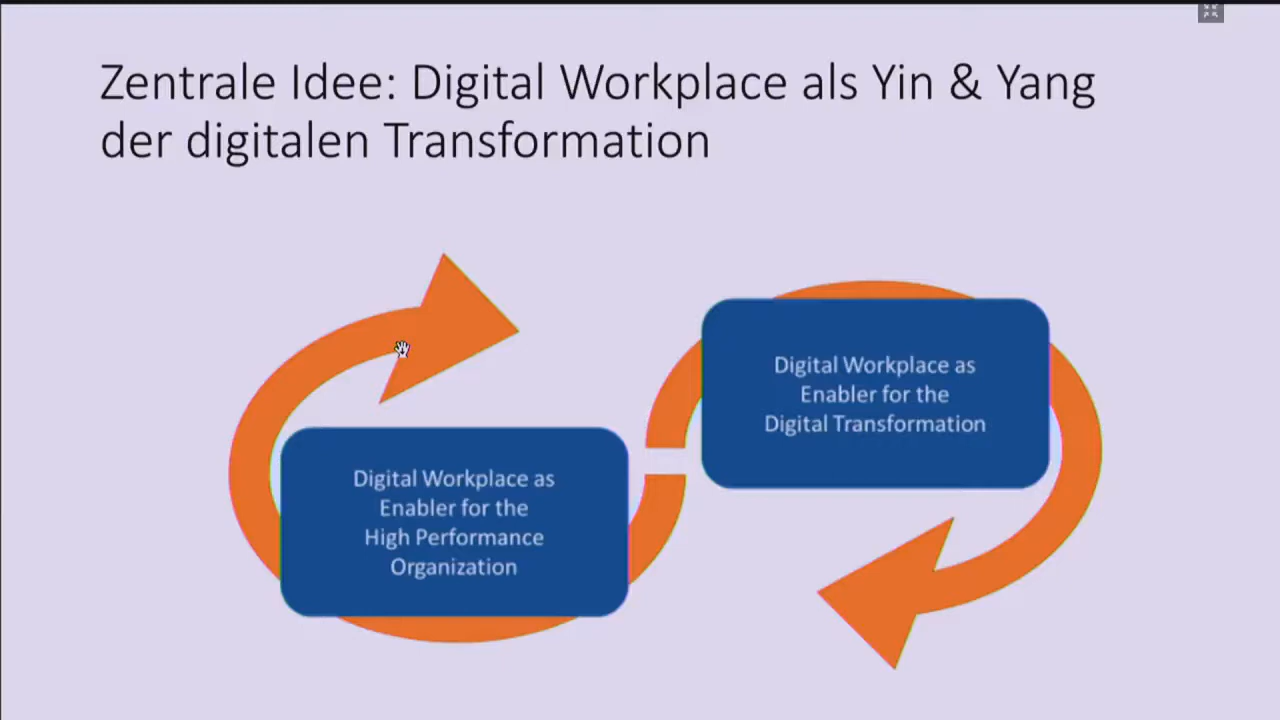 Zentrale Idee: Digital Workplace als Yin & Yang
der digitalen Transformation
Digital Workplace as
Enabler for the
High Performance
Organization
Digital Workplace as
Enabler for the
Digital Transformation